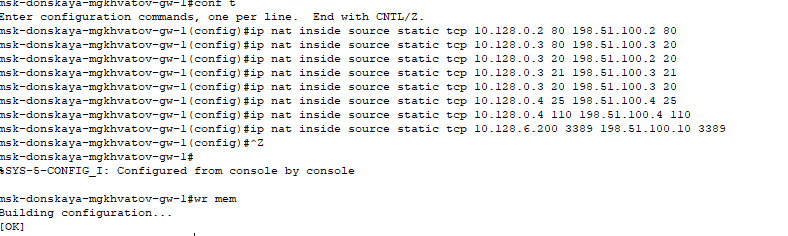 msk-donskaya-mgkhvatov-gw-1#conf t
Enter configuration commands, one per line.  End with CNTL/Z.
msk-donskaya-mgkhvatov-gw-1(config)#ip nat inside source static tcp 10.128.0.2 80 198.51.100.2 80
msk-donskaya-mgkhvatov-gw-1(config)#ip nat inside source static tcp 10.128.0.3 80 198.51.100.3 20
msk-donskaya-mgkhvatov-gw-1(config)#ip nat inside source static tcp 10.128.0.3 20 198.51.100.2 20
msk-donskaya-mgkhvatov-gw-1(config)#ip nat inside source static tcp 10.128.0.3 21 198.51.100.3 21
msk-donskaya-mgkhvatov-gw-1(config)#ip nat inside source static tcp 10.128.0.3 20 198.51.100.3 20
msk-donskaya-mgkhvatov-gw-1(config)#ip nat inside source static tcp 10.128.0.4 25 198.51.100.4 25
msk-donskaya-mgkhvatov-gw-1(config)#ip nat inside source static tcp 10.128.0.4 110 198.51.100.4 110
msk-donskaya-mgkhvatov-gw-1(config)#ip nat inside source static tcp 10.128.6.200 3389 198.51.100.10 3389
msk-donskaya-mgkhvatov-gw-1(config)#^Z
msk-donskaya-mgkhvatov-gw-1#
%SYS-5-CONFIG_I: Configured from console by console
msk-donskaya-mgkhvatov-gw-1#wr mem
Building configuration...
[OK]